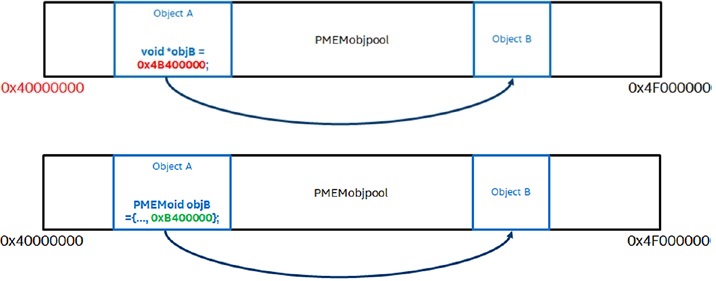 Object A
void *objB =
0x4B400000;
PMEMobjpool
Object B
0x40000000
0x4F000000
Object A
PMEMoid objB
={..., 0xB400000};
PMEMobjpool
Object B
0x40000000
0x4F000000